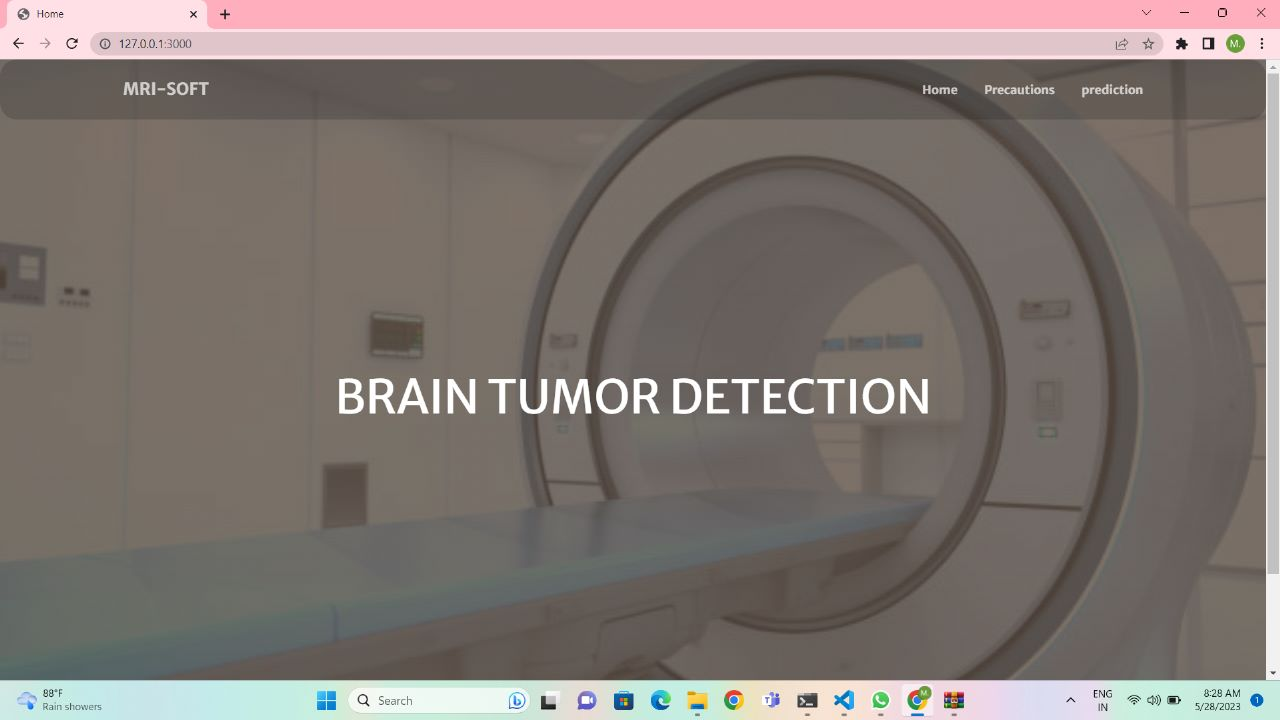 Home
127.0.0.1:3000
M.
MRI-SOFT
Home
Precautions
prediction
BRAIN TUMOR DETECTION
88°F
Rain showers
Search
M
ENG
IN
8:28 AM
5/28/2023
1